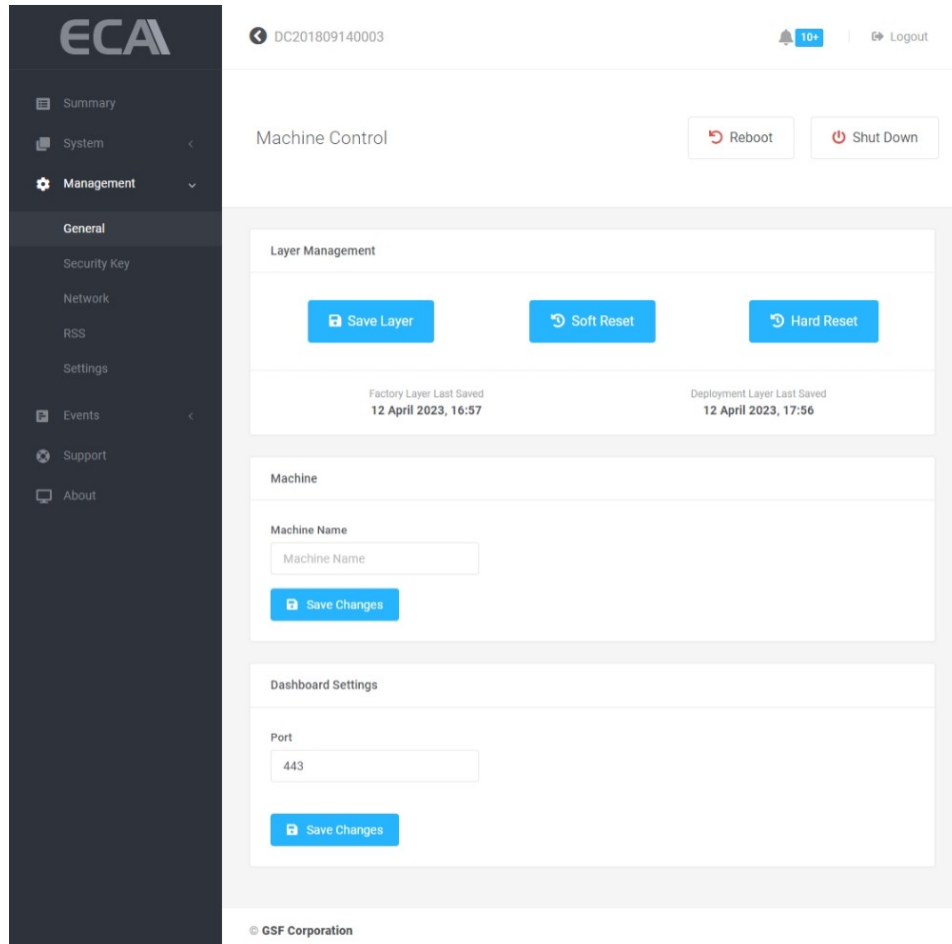 ECA
DC201809140003
10+
Logout
Summary
System
Management
General
Security Key
Network
RSS
Settings
Events
Support
About
Machine Control
Reboot
Shut Down
Layer Management
Save Layer
Soft Reset
Hard Reset
Factory Layer Last Saved
12 April 2023, 16:57
Deployment Layer Last Saved
12 April 2023, 17:56
Machine
Machine Name
Machine Name
Save Changes
Dashboard Settings
Port
443
Save Changes
© GSF Corporation